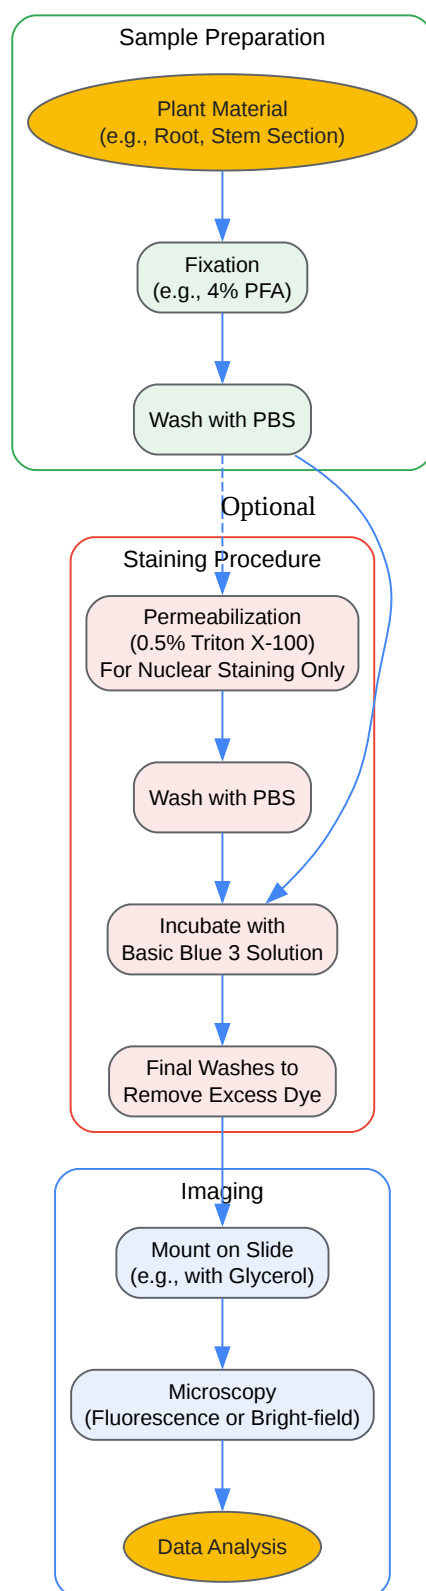 Sample Preparation
Plant Material
(e.g., Root, Stem Section)
Fixation
(e.g., 4% PFA)
Wash with PBS
Optional
Staining Procedure
Permeabilization
(0.5% Triton X-100)
For Nuclear Staining Only
Wash with PBS
Incubate with
Basic Blue 3 Solution
Final Washes to
Remove Excess Dye
Imaging
Mount on Slide
(e.g., with Glycerol)
Microscopy
(Fluorescence or Bright-field)
Data Analysis